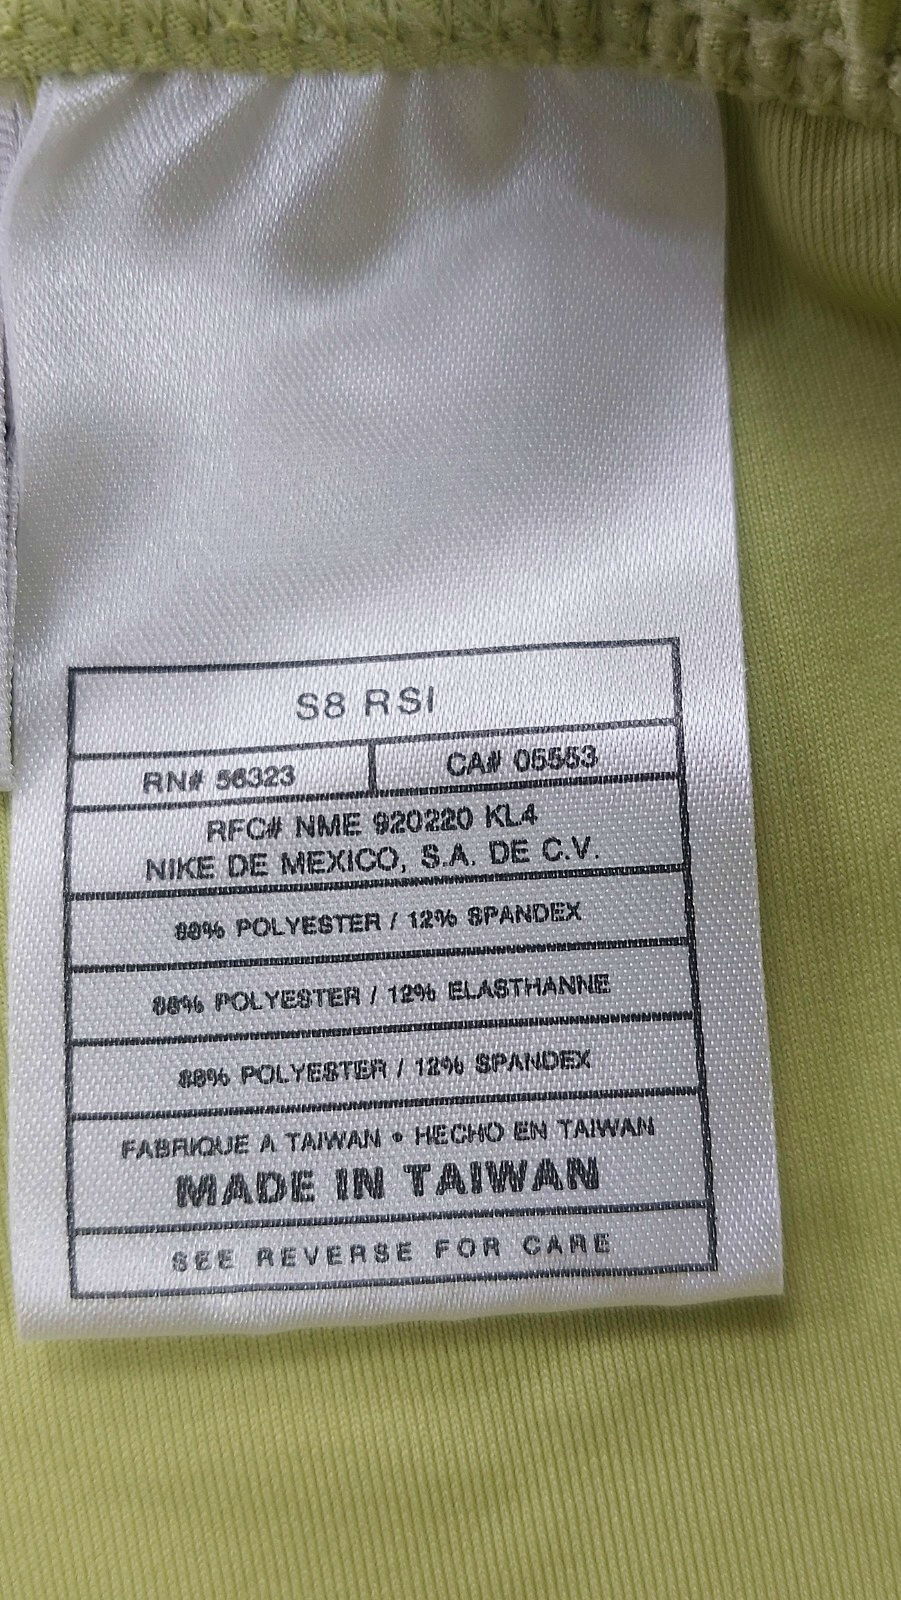 S8 RSI
RN# 56323
CA# 05553
RFC# NME 920220 KL4
NIKE DE MEXICO, S.A. DE C.V.
88% POLYESTER / 12% SPANDEX
88% POLYESTER / 12% ELASTHANNE
88% POLYESTER / 12% SPANDEX
FABRIQUE A TAIWAN • HECHO EN TAIWAN
MADE IN TAIWAN
SEE REVERSE FOR CARE